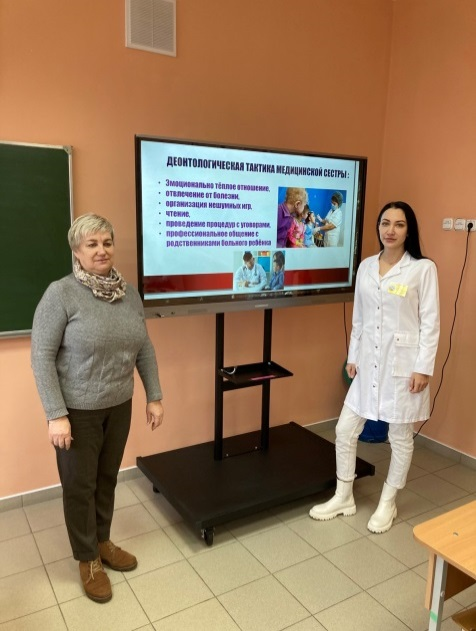 ДЕОНТОЛОГИЧЕСКАЯ ТАКТИКА МЕДИЦИНСКОЙ СЕСТРЫ :
• Эмоционально тёплое отношение,
• отвлечение от болезни,
• организация нешумных игр,
• чтение,
• проведение процедур с уговорами,
• профессиональное общение с
родственниками больного ребёнка